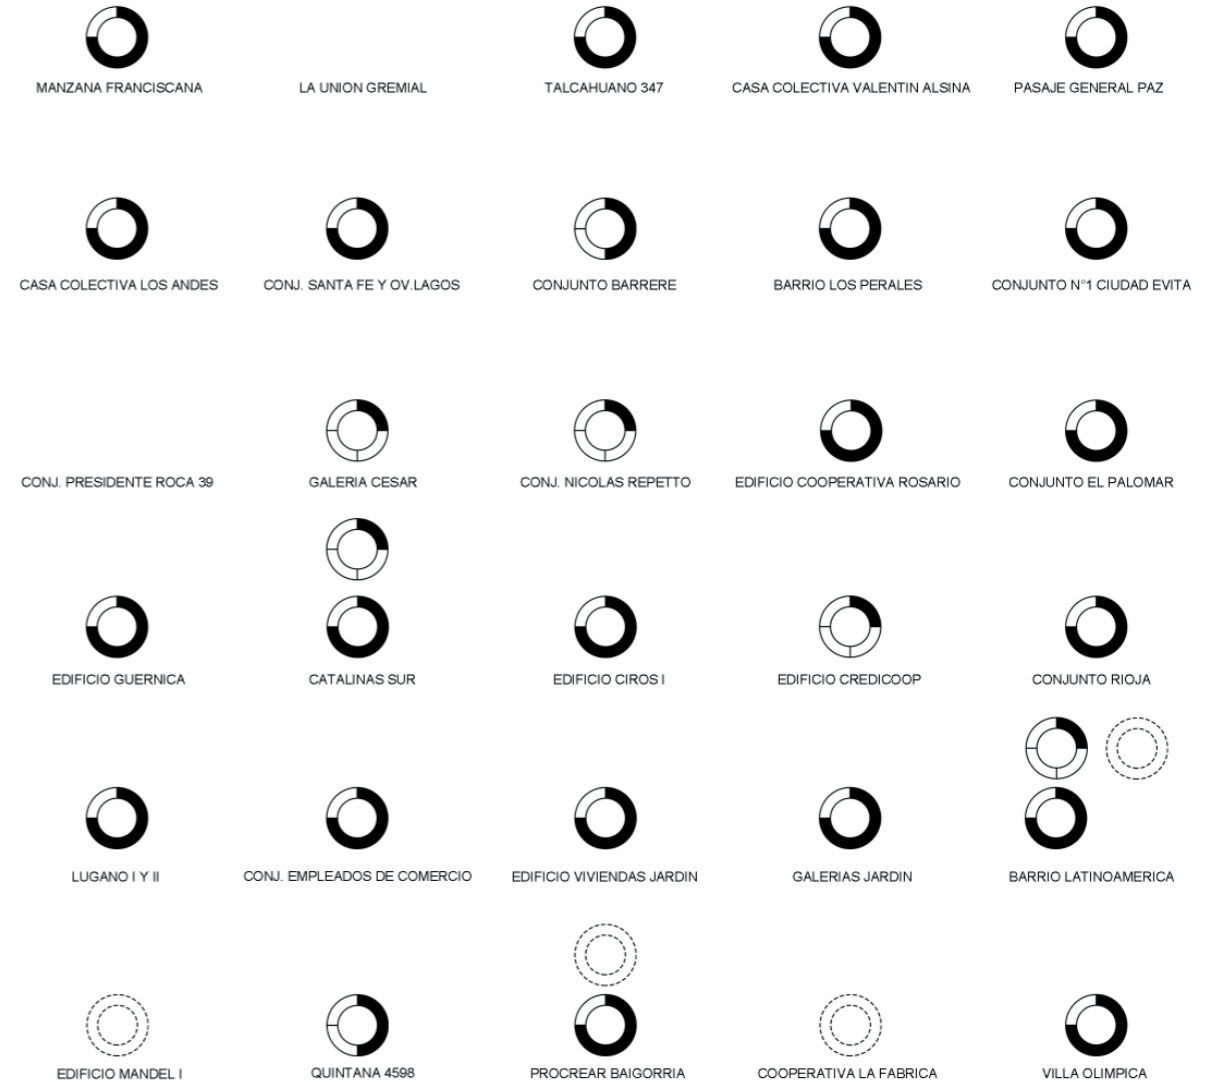 MANZANA FRANCISCANA
LA UNION GREMIAL
TALCAHUANO 347
CASA COLECTIVA VALENTIN ALSINA
PASAJE GENERAL PAZ
CASA COLECTIVA LOS ANDES
CONJ. SANTA FE Y OV.LAGOS
CONJUNTO BARRERE
BARRIO LOS PERALES
CONJUNTO N°1 CIUDAD EVITA
CONJ. PRESIDENTE ROCA 39
GALERIA CESAR
CONJ. NICOLAS REPETTO
EDIFICIO COOPERATIVA ROSARIO
CONJUNTO EL PALOMAR
EDIFICIO GUERNICA
CATALINAS SUR
EDIFICIO CIROS I
EDIFICIO CREDICOOP
CONJUNTO RIOJA
LUGANO I Y II
CONJ. EMPLEADOS DE COMERCIO
EDIFICIO VIVIENDAS JARDIN
GALERIAS JARDIN
BARRIO LATINOAMERICA
EDIFICIO MANDEL I
QUINTANA 4598
PROCREAR BAIGORRIA
COOPERATIVA LA FABRICA
VILLA OLIMPICA